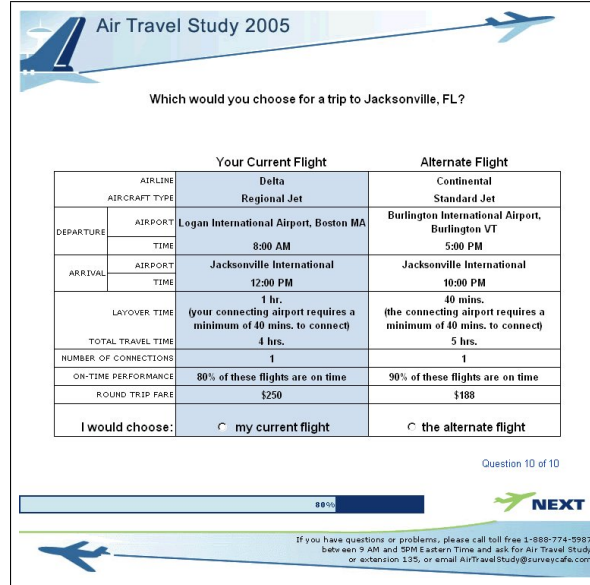 Air Travel Study 2005
Which would you choose for a trip to Jacksonville, FL?
Your Current Flight Alternate Flight
AIRLINE Delta Continental
AIRCRAFT TYPE Regional Jet Standard Jet
DEPARTURE AIRPORT Logan International Airport, Boston MA Burlington International Airport,
Burlington VT
TIME 8:00 AM 5:00 PM
ARRIVAL AIRPORT Jacksonville International Jacksonville International
TIME 12:00 PM 10:00 PM
LAYOVER TIME 1 hr. 40 mins.
(your connecting airport requires a (the connecting airport requires a
minimum of 40 mins. to connect) minimum of 40 mins. to connect)
TOTAL TRAVEL TIME 4 hrs. 5 hrs.
NUMBER OF CONNECTIONS 1 1
ON-TIME PERFORMANCE 80% of these flights are on time 90% of these flights are on time
ROUND TRIP FARE $250 $188
I would choose: my current flight the alternate flight
Question 10 of 10
80%
NEXT
If you have questions or problems, please call toll free 1-888-774-5987
between 9 AM and 5PM Eastern Time and ask for Air Travel Study
or extension 135, or email AirTravelStudy@surveycafe.com